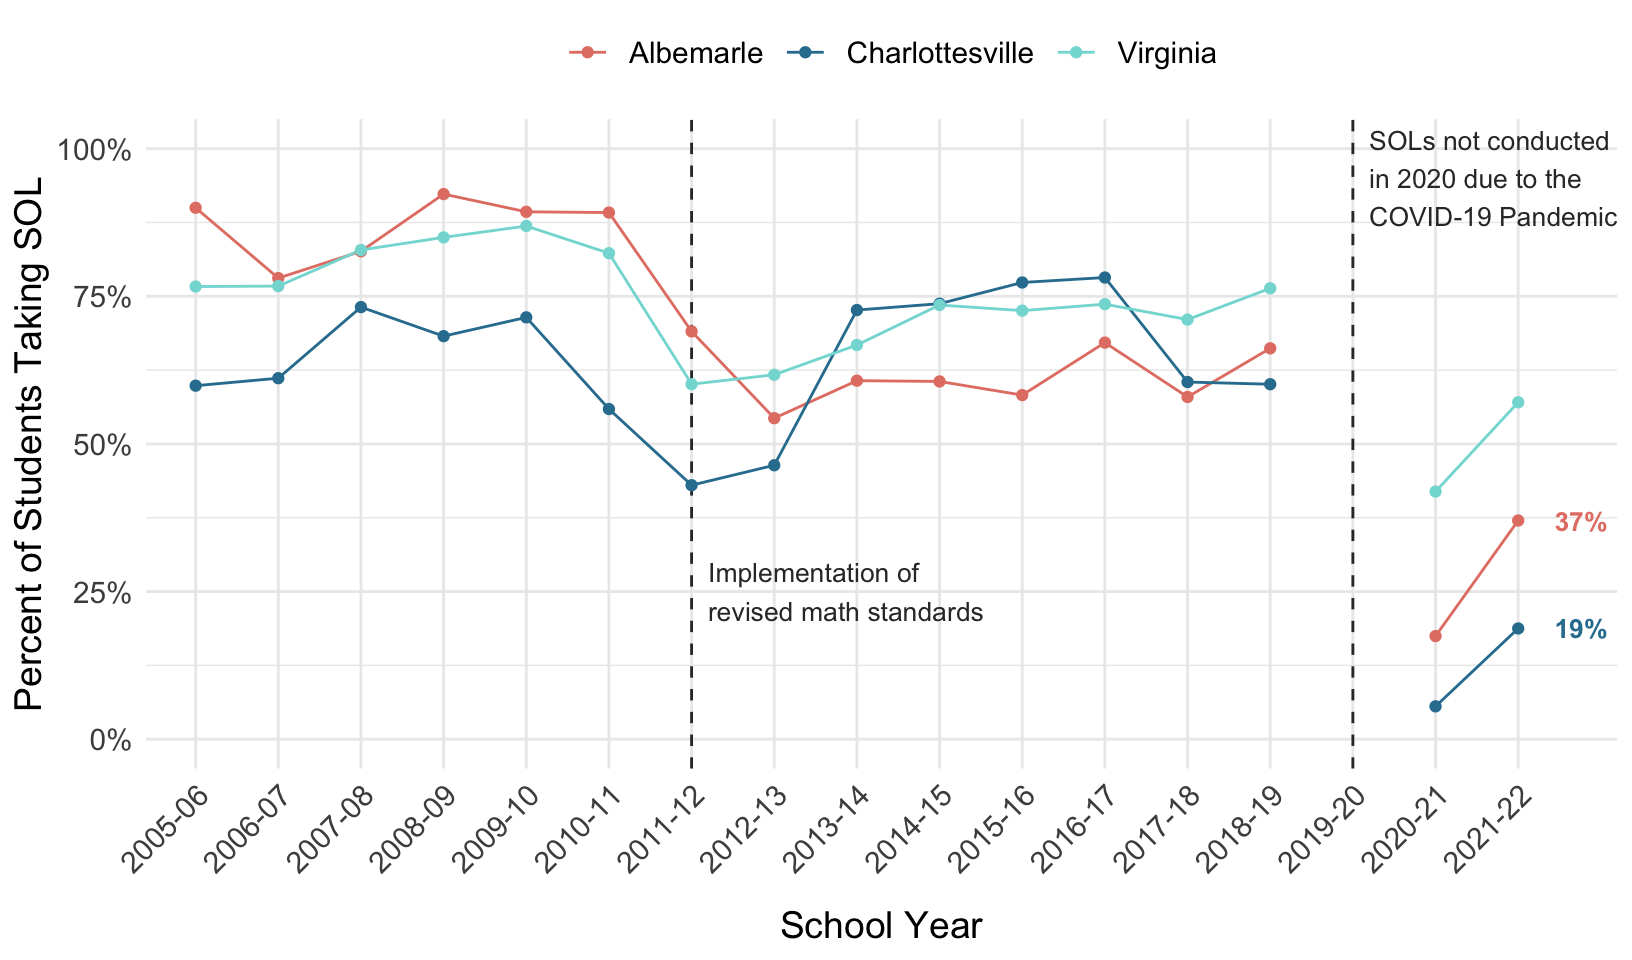 Albemarle Charlottesville Virginia
Percent of Students Taking SOL
100%
75%
50%
25%
0%
SOLs not conducted
in 2020 due to the
COVID-19 Pandemic
Implementation of
revised math standards
37%
19%
2005-06 2006-07 2007-08 2008-09 2009-10 2010-11 2011-12 2012-13 2013-14 2014-15 2015-16 2016-17 2017-18 2018-19 2019-20 2020-21 2021-22
School Year